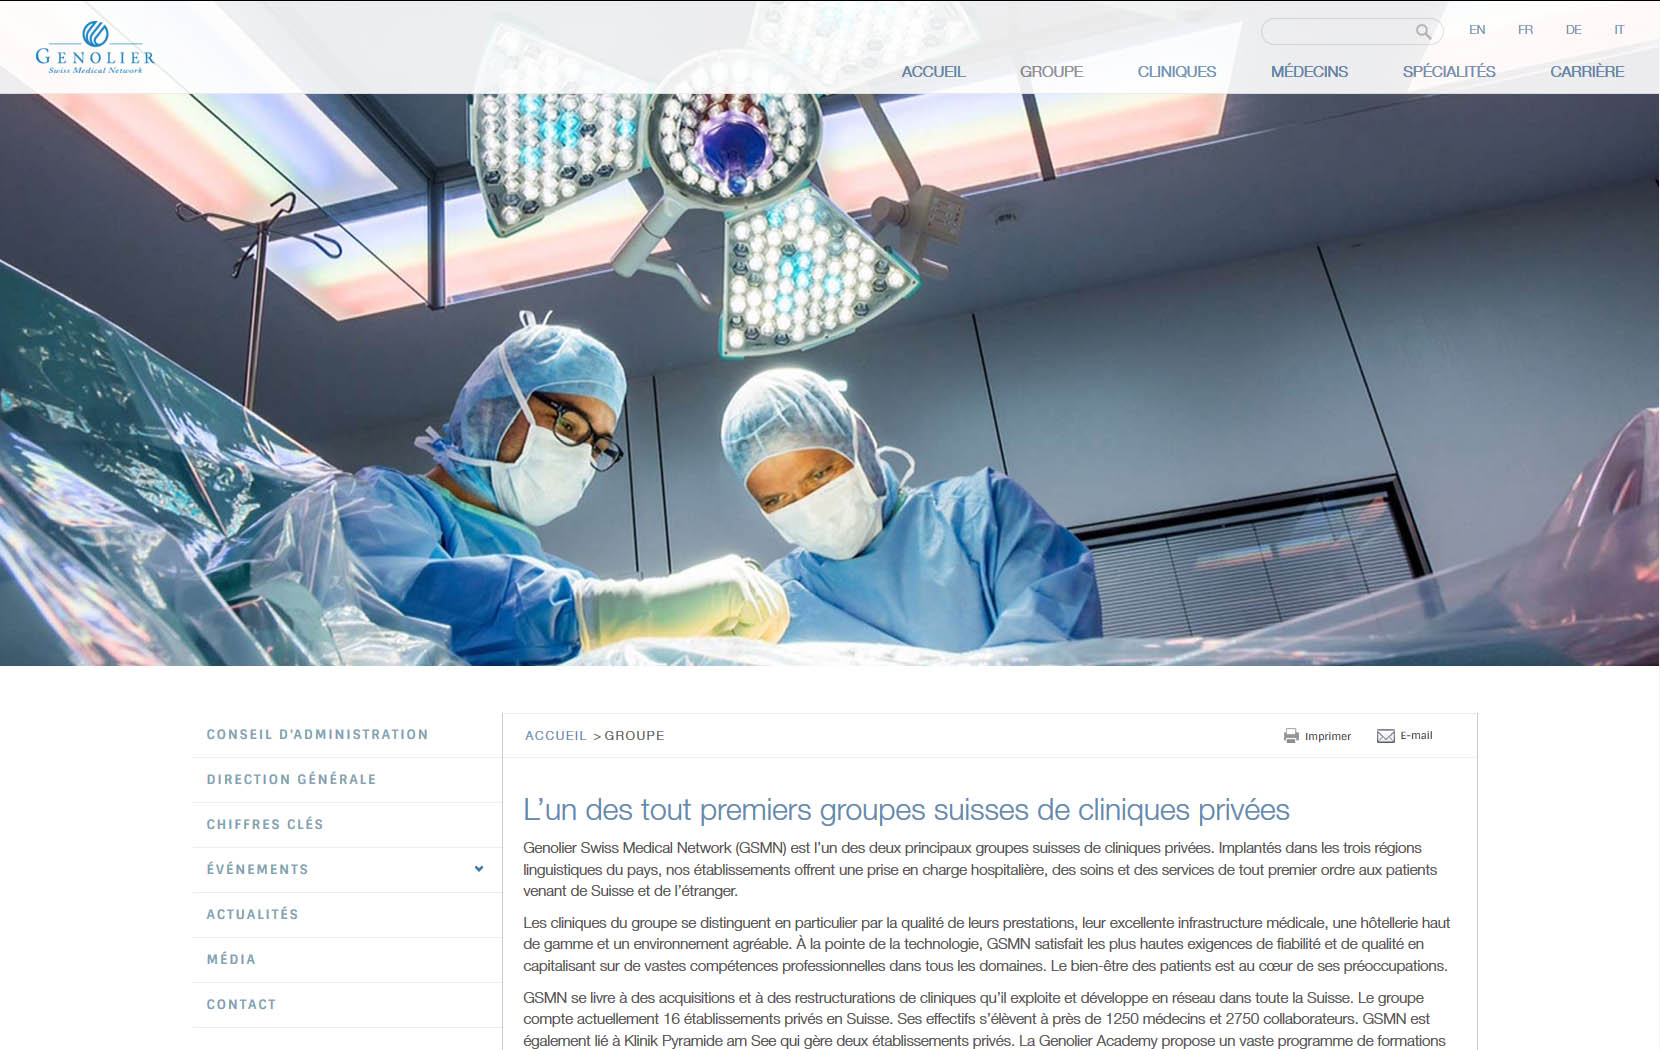 GENOLIER
Swiss Medical Network
EN FR DE IT
ACCUEIL GROUPE CLINIQUES MÉDECINS SPÉCIALITÉS CARRIÈRE
CONSEIL D'ADMINISTRATION
DIRECTION GÉNÉRALE
CHIFFRES CLÉS
ÉVÉNEMENTS
ACTUALITÉS
MÉDIA
CONTACT
ACCUEIL > GROUPE
Imprimer E-mail
L’un des tout premiers groupes suisses de cliniques privées
Genolier Swiss Medical Network (GSMN) est l’un des deux principaux groupes suisses de cliniques privées. Implantés dans les trois régions
linguistiques du pays, nos établissements offrent une prise en charge hospitalière, des soins et des services de tout premier ordre aux patients
venant de Suisse et de l’étranger.
Les cliniques du groupe se distinguent en particulier par la qualité de leurs prestations, leur excellente infrastructure médicale, une hôtellerie haut
de gamme et un environnement agréable. À la pointe de la technologie, GSMN satisfait les plus hautes exigences de fiabilité et de qualité en
capitalisant sur de vastes compétences professionnelles dans tous les domaines. Le bien-être des patients est au cœur de ses préoccupations.
GSMN se livre à des acquisitions et à des restructurations de cliniques qu’il exploite et développe en réseau dans toute la Suisse. Le groupe
compte actuellement 16 établissements privés en Suisse. Ses effectifs s’élèvent à près de 1250 médecins et 2750 collaborateurs. GSMN est
également lié à Klinik Pyramide am See qui gère deux établissements privés. La Genolier Academy propose un vaste programme de formations